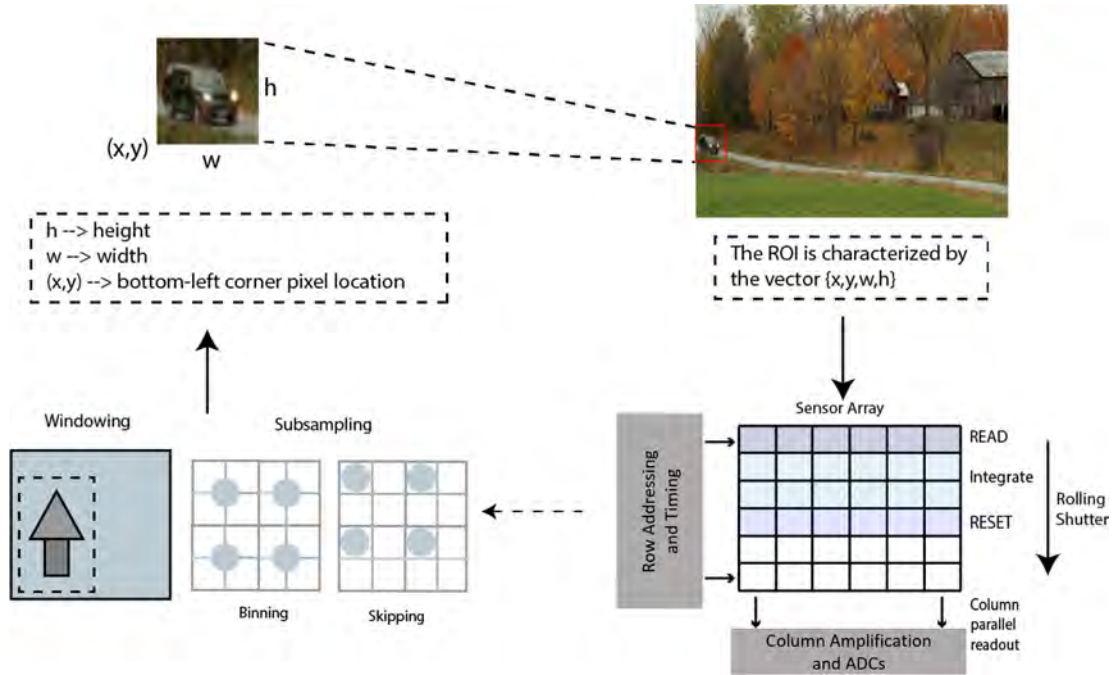 h
(x,y)
w
h --> height
w --> width
(x,y) --> bottom-left corner pixel location
The ROI is characterized by
the vector {x,y,w,h}
Windowing
Subsampling
Binning
Skipping
Sensor Array
Row Addressing
and Timing
READ
Integrate
RESET
Rolling
Shutter
Column
parallel
readout
Column Amplification
and ADCs